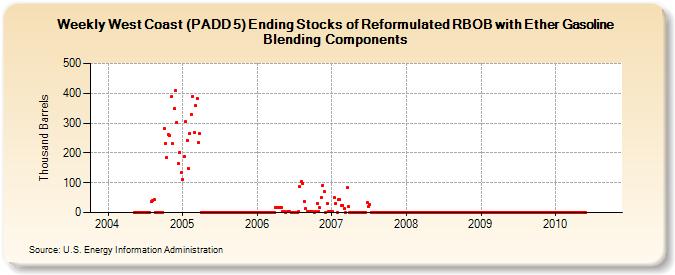 Weekly West Coast (PADD 5) Ending Stocks of Reformulated RBOB with Ether Gasoline
Blending Components
Thousand Barrels
500
400
300
200
100
0
2004 2005 2006 2007 2008 2009 2010
Source: U.S. Energy Information Administration